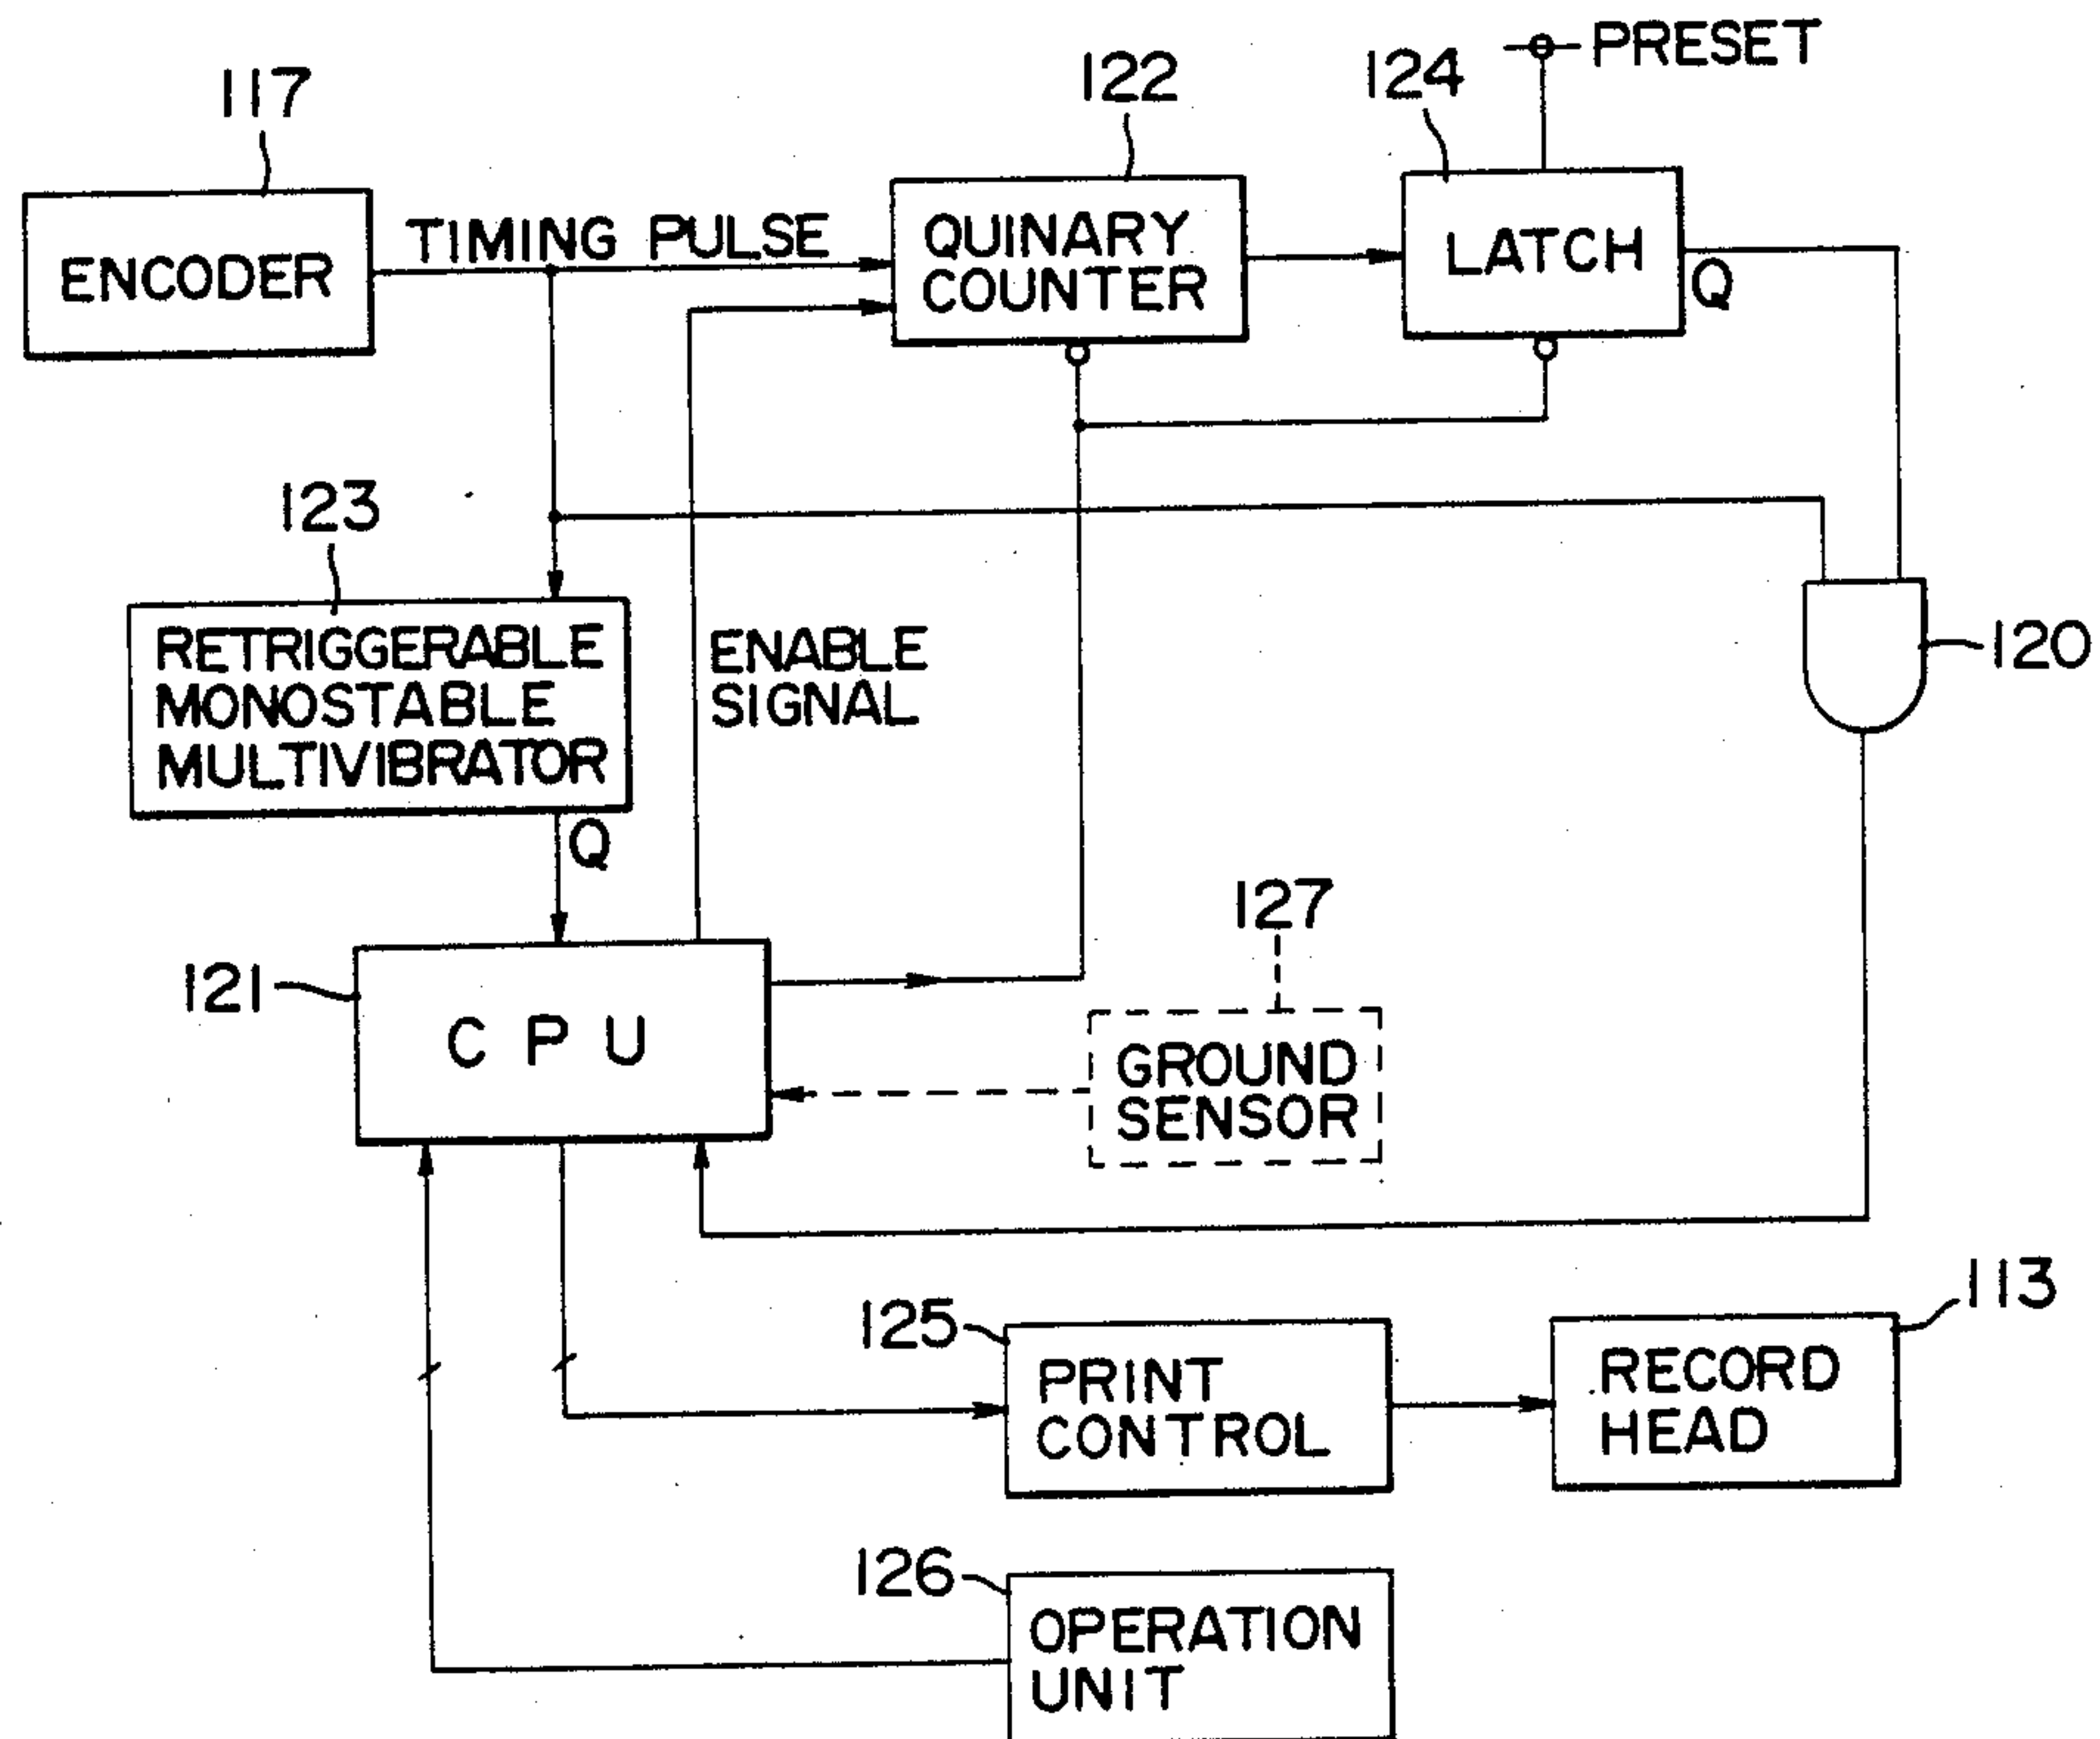 PRESET
117
122
124
TIMING PULSE
ENCODER
QUINARY
COUNTER
LATCH
Q
123
RETRIGGERABLE
MONOSTABLE
MULTIVIBRATOR
ENABLE
SIGNAL
120
Q
127
121
CPU
GROUND
SENSOR
125
PRINT
CONTROL
113
RECORD
HEAD
126
OPERATION
UNIT